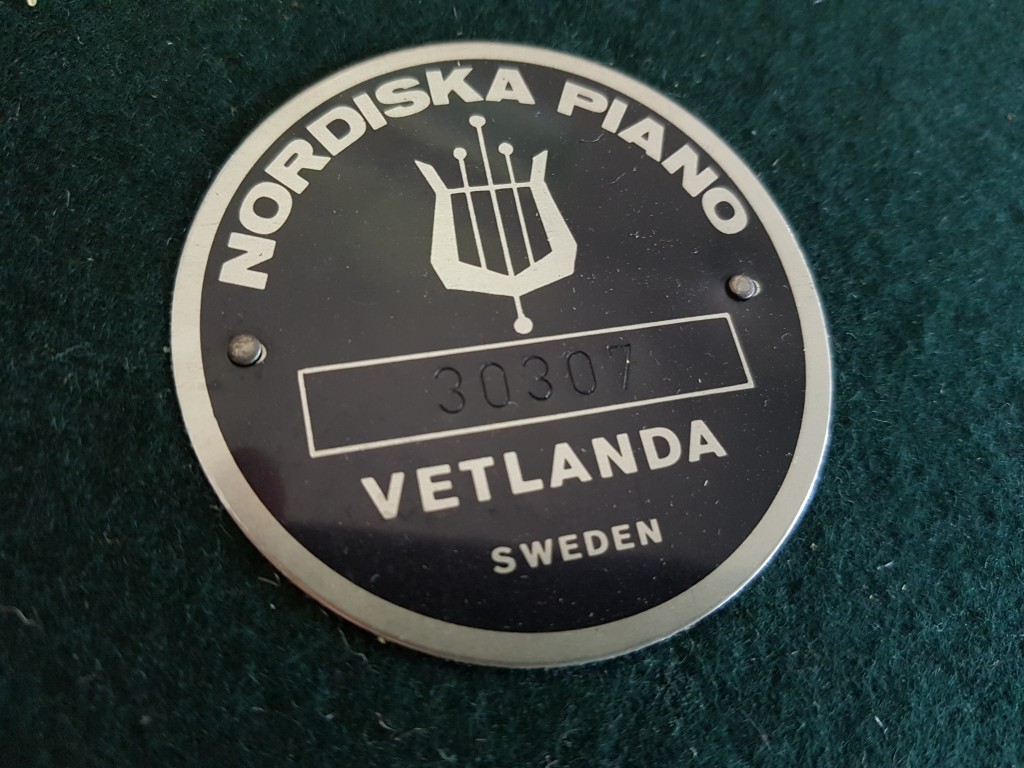 NORDISKA PIANO
30307
VETLANDA
SWEDEN